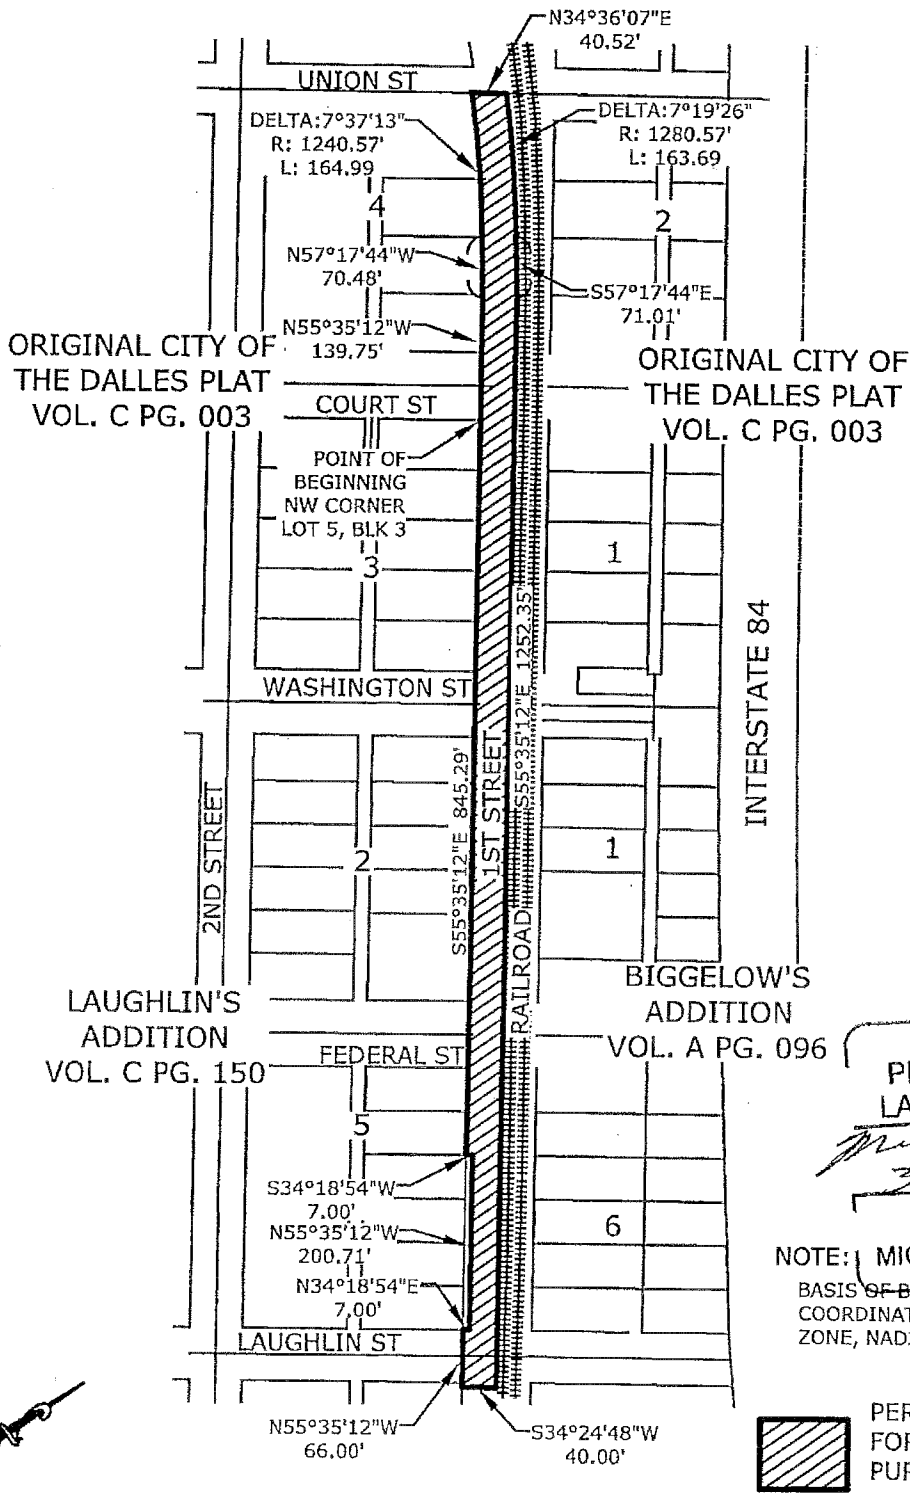 N34°36'07"E
40.52'
UNION ST
DELTA:7°37'13"
R: 1240.57'
L: 164.99
DELTA:7°19'26"
R: 1280.57'
L: 163.69
4
2
N57°17'44"W
70.48'
S57°17'44"E
71.01'
N55°35'12"W
139.75'
ORIGINAL CITY OF
THE DALLES PLAT
VOL. C PG. 003
ORIGINAL CITY OF
THE DALLES PLAT
VOL. C PG. 003
COURT ST
POINT OF
BEGINNING
NW CORNER
LOT 5, BLK 3
3
1
INTERSTATE 84
WASHINGTON ST
S55°35'12"E 1252.35'
S55°35'12"E 845.29'
1ST STREET
2ND STREET
2
1
RAILROAD
LAUGHLIN'S
ADDITION
VOL. C PG. 150
BIGGELOW'S
ADDITION
VOL. A PG. 096
FEDERAL ST
5
S34°18'54"W
7.00'
N55°35'12"W
200.71'
N34°18'54"E
7.00'
6
LAUGHLIN ST
N55°35'12"W
66.00'
S34°24'48"W
40.00'
NOTE:
BASIS OF B
COORDINAT
PER
FOR
PU